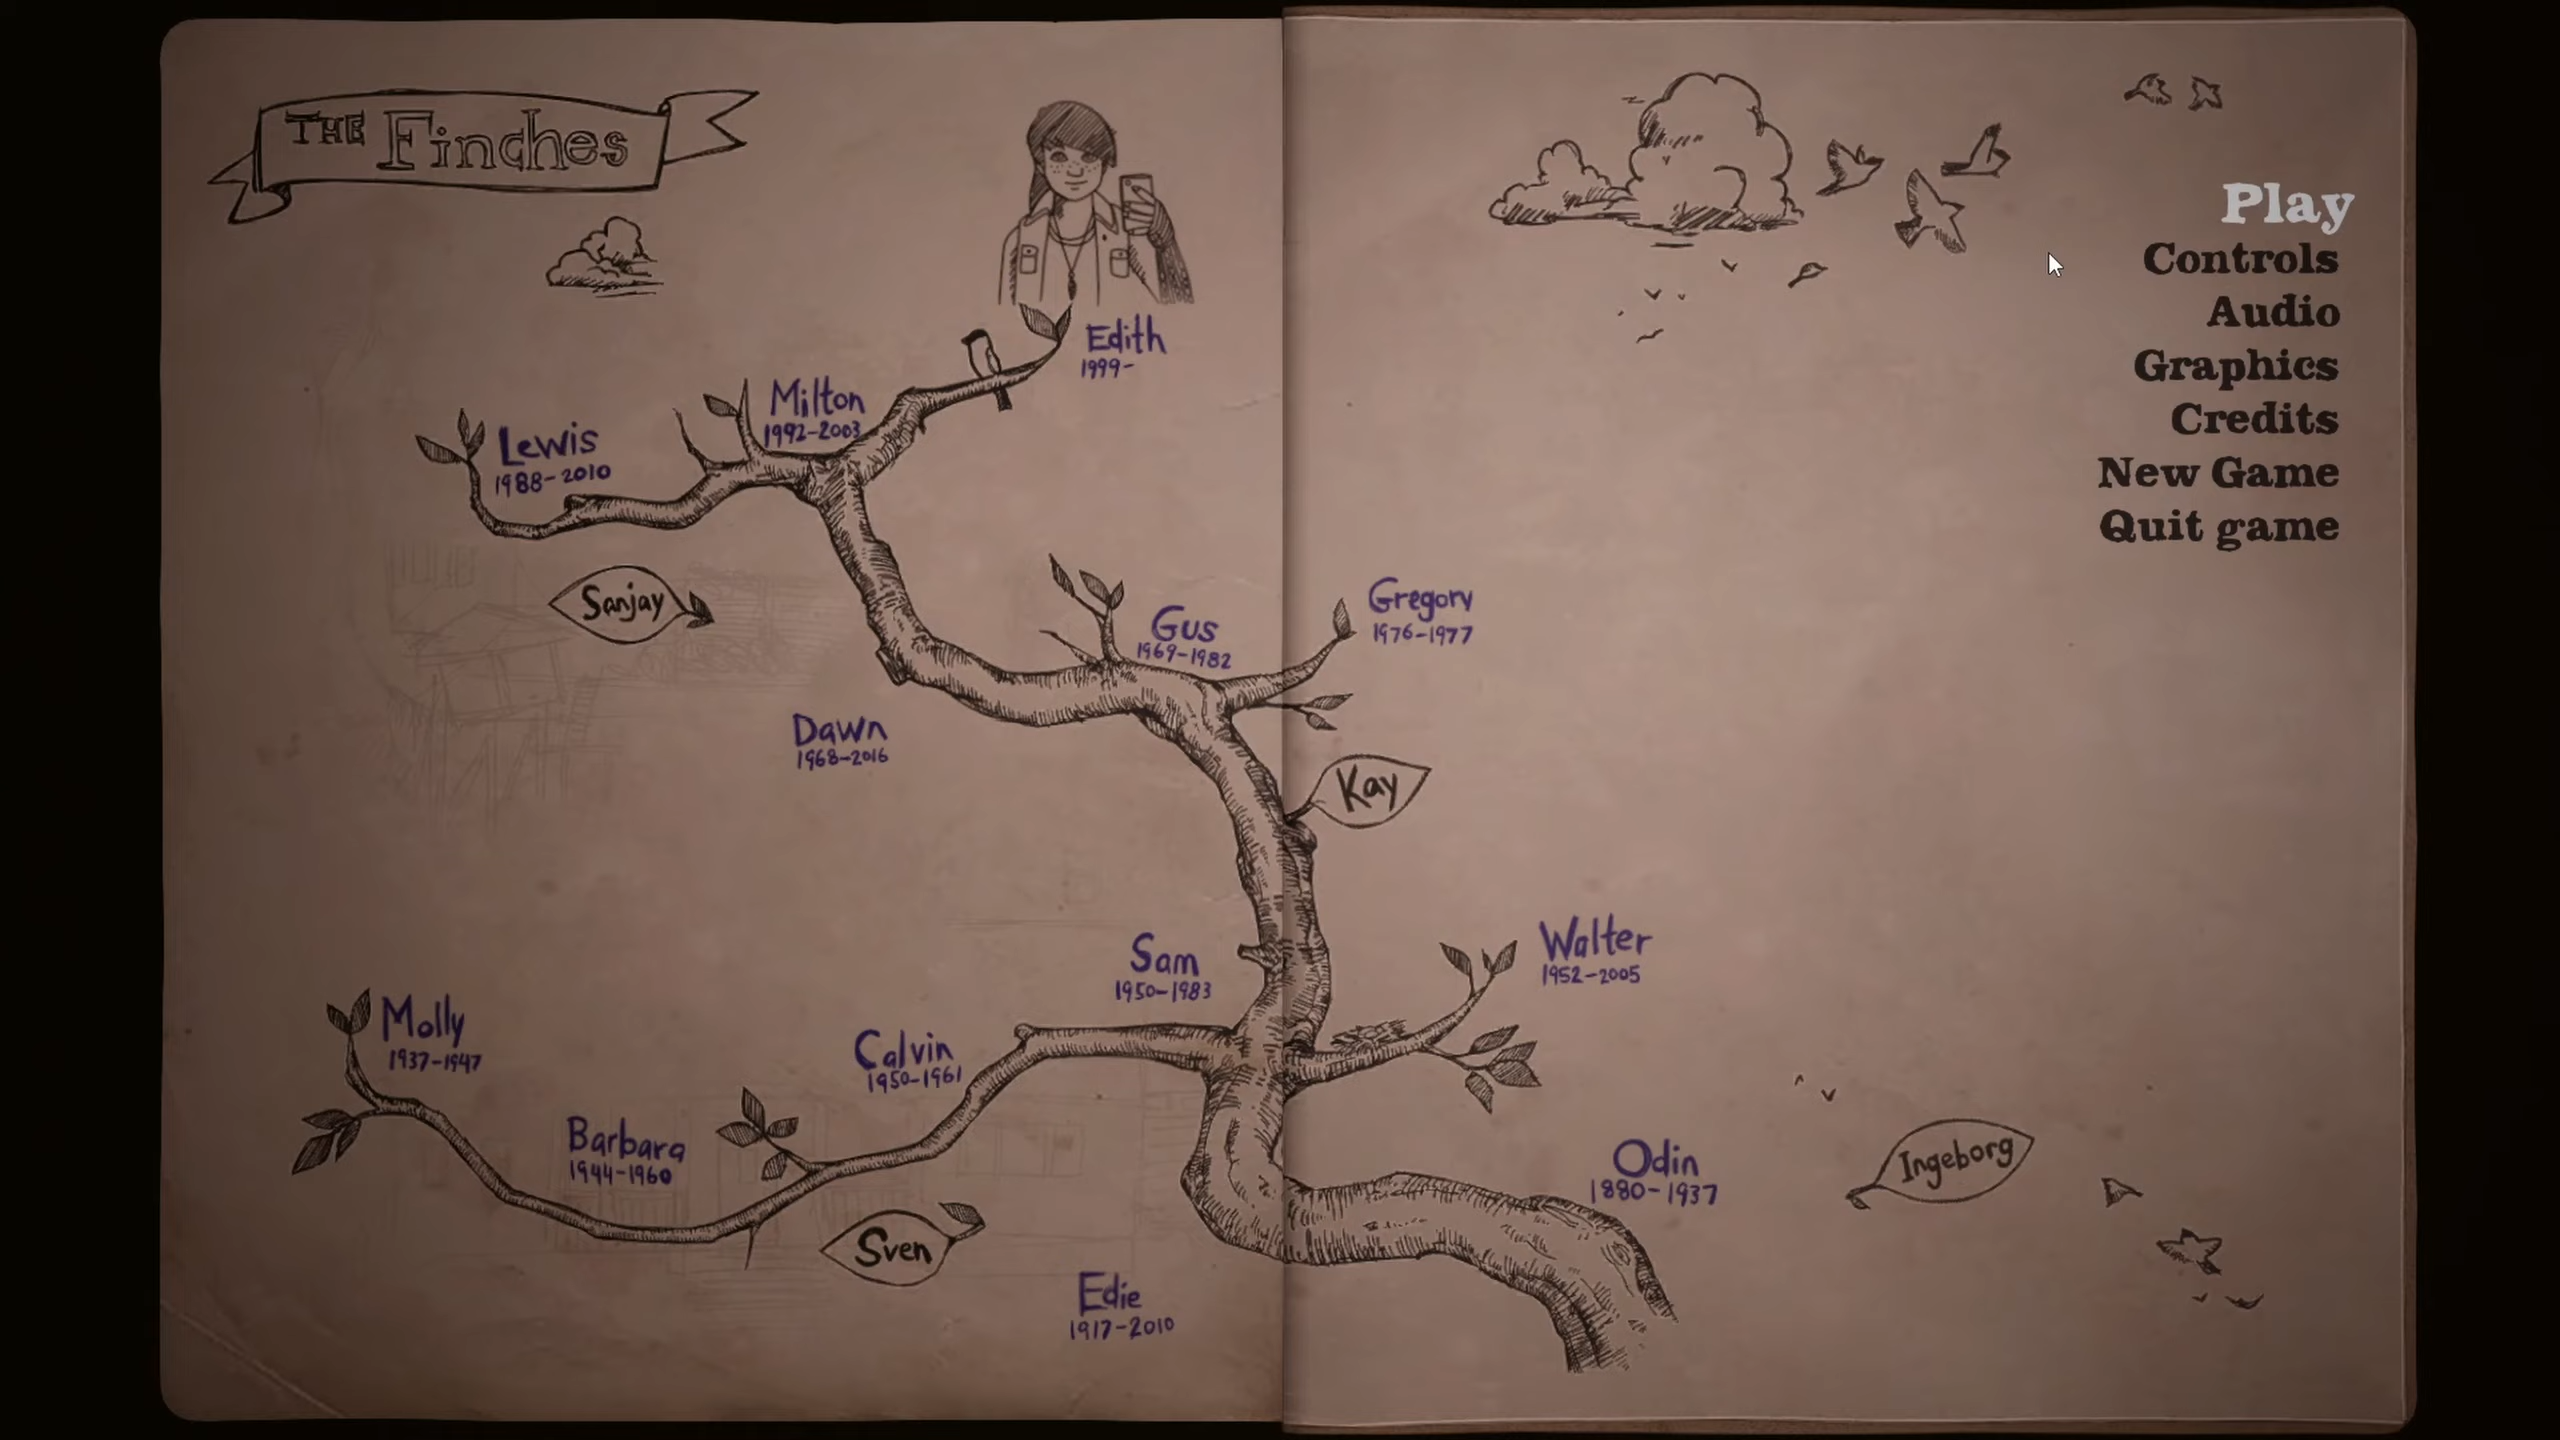 THE Finches
Edith
1999-
Milton
1992-2003
Lewis
1988-2010
Sanjay
Gus
1969-1982
Gregory
1976-1977
Dawn
1968-2016
Kay
Sam
1950-1983
Walter
1952-2005
Molly
1937-1947
Calvin
1950-1961
Barbara
1944-1960
Sven
Edie
1917-2010
Odin
1880-1937
Ingeborg
Play
Controls
Audio
Graphics
Credits
New Game
Quit game